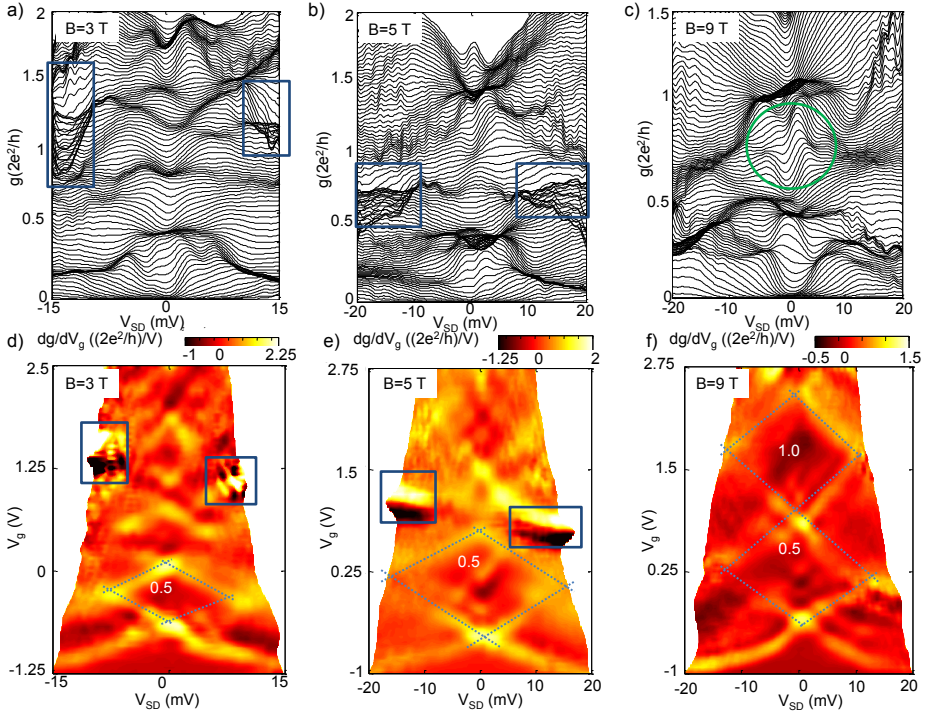 a)
B=3 T
g(2e²/h)
2
1.5
1
0.5
0
-15
0
15
V_SD (mV)
b)
B=5 T
g(2e²/h)
2
1.5
1
0.5
0
-20
-10
0
10
20
V_SD (mV)
c)
B=9 T
g(2e²/h)
1.5
1
0.5
0
-20
-10
0
10
20
V_SD (mV)
d)
dg/dV_g ((2e²/h)/V)
-1 0 2.25
B=3 T
V_g (V)
2.5
1.25
0
-1.25
0.5
-15
0
15
V_SD (mV)
e)
dg/dV_g ((2e²/h)/V)
-1.25 0 2
B=5 T
V_g (V)
2.75
1.5
0.25
-1
0.5
-20
-10
0
10
20
V_SD (mV)
f)
dg/dV_g ((2e²/h)/V)
-0.5 0 1.5
B=9 T
V_g (V)
2.75
1.5
0.25
-1
1.0
0.5
-20
-10
0
10
20
V_SD (mV)